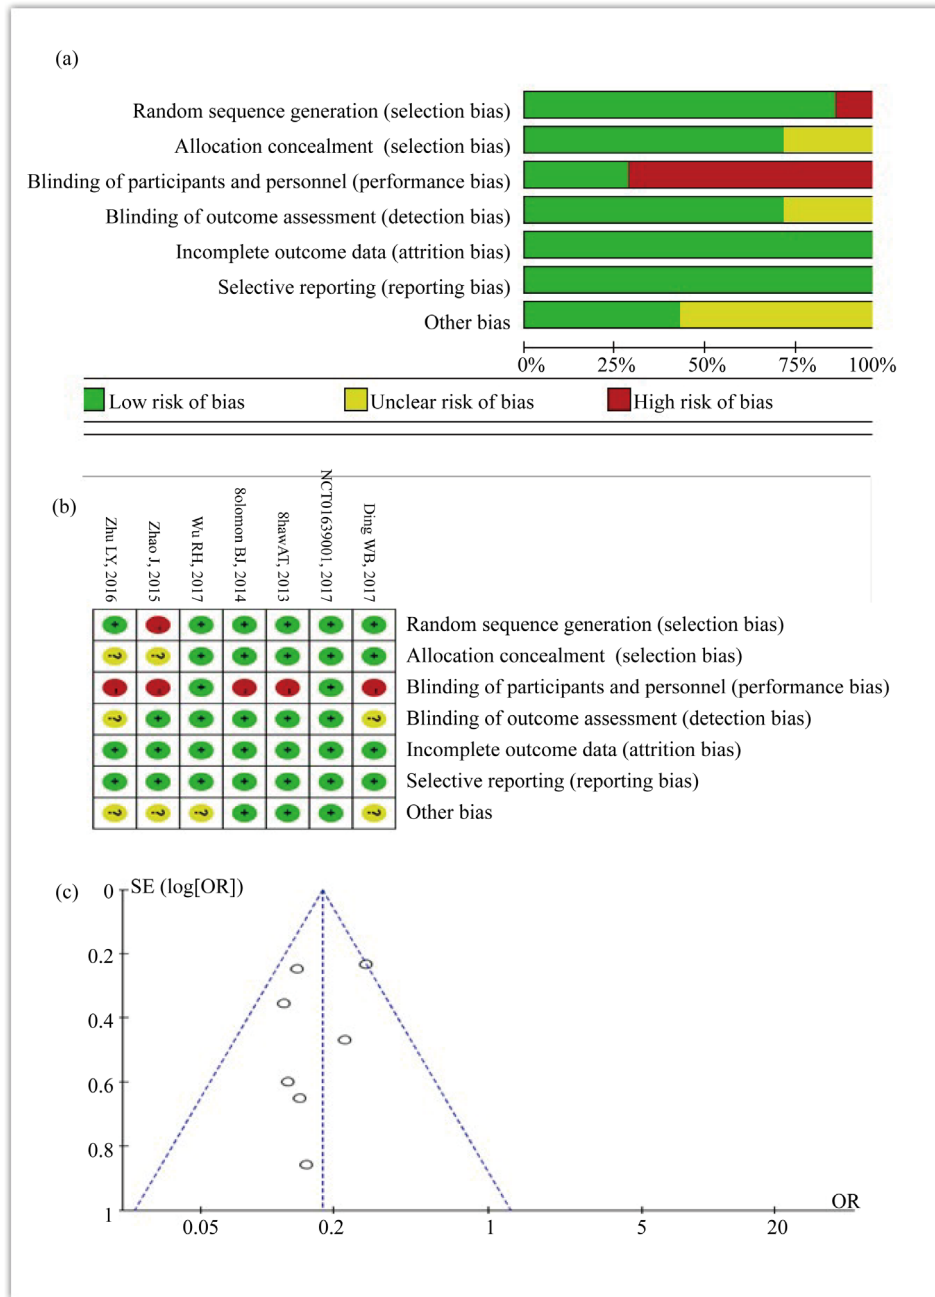 (a)
Random sequence generation (selection bias)
Allocation concealment (selection bias)
Blinding of participants and personnel (performance bias)
Blinding of outcome assessment (detection bias)
Incomplete outcome data (attrition bias)
Selective reporting (reporting bias)
Other bias
0% 25% 50% 75% 100%
Low risk of bias Unclear risk of bias High risk of bias
(b)
Zhu LY, 2016
Zhao J, 2015
Wu RH, 2017
8olomon BJ, 2014
8hawAT, 2013
NCT01639001, 2017
Ding WB, 2017
+ - + + + + + Random sequence generation (selection bias)
? ? + + + + + Allocation concealment (selection bias)
- - + - - + - Blinding of participants and personnel (performance bias)
? + + + + + ? Blinding of outcome assessment (detection bias)
+ + + + + + + Incomplete outcome data (attrition bias)
+ + + + + + + Selective reporting (reporting bias)
? ? ? + + + ? Other bias
(c)
SE (log[OR])
0
0.2
0.4
0.6
0.8
1
OR
0.05 0.2 1 5 20